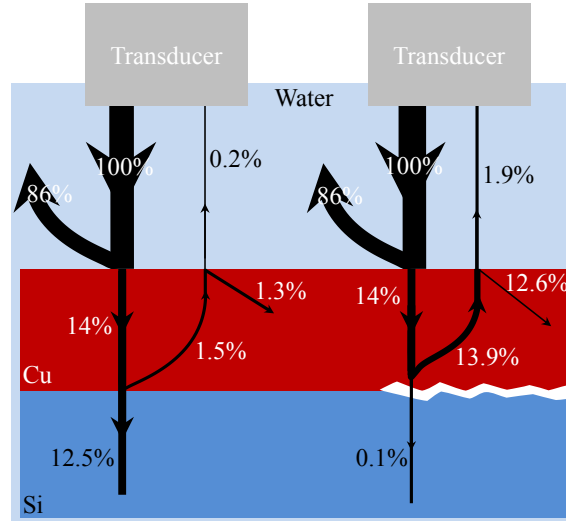 Transducer
Transducer
Water
100%
0.2%
100%
1.9%
86%
86%
1.3%
12.6%
14%
14%
1.5%
13.9%
Cu
12.5%
0.1%
Si